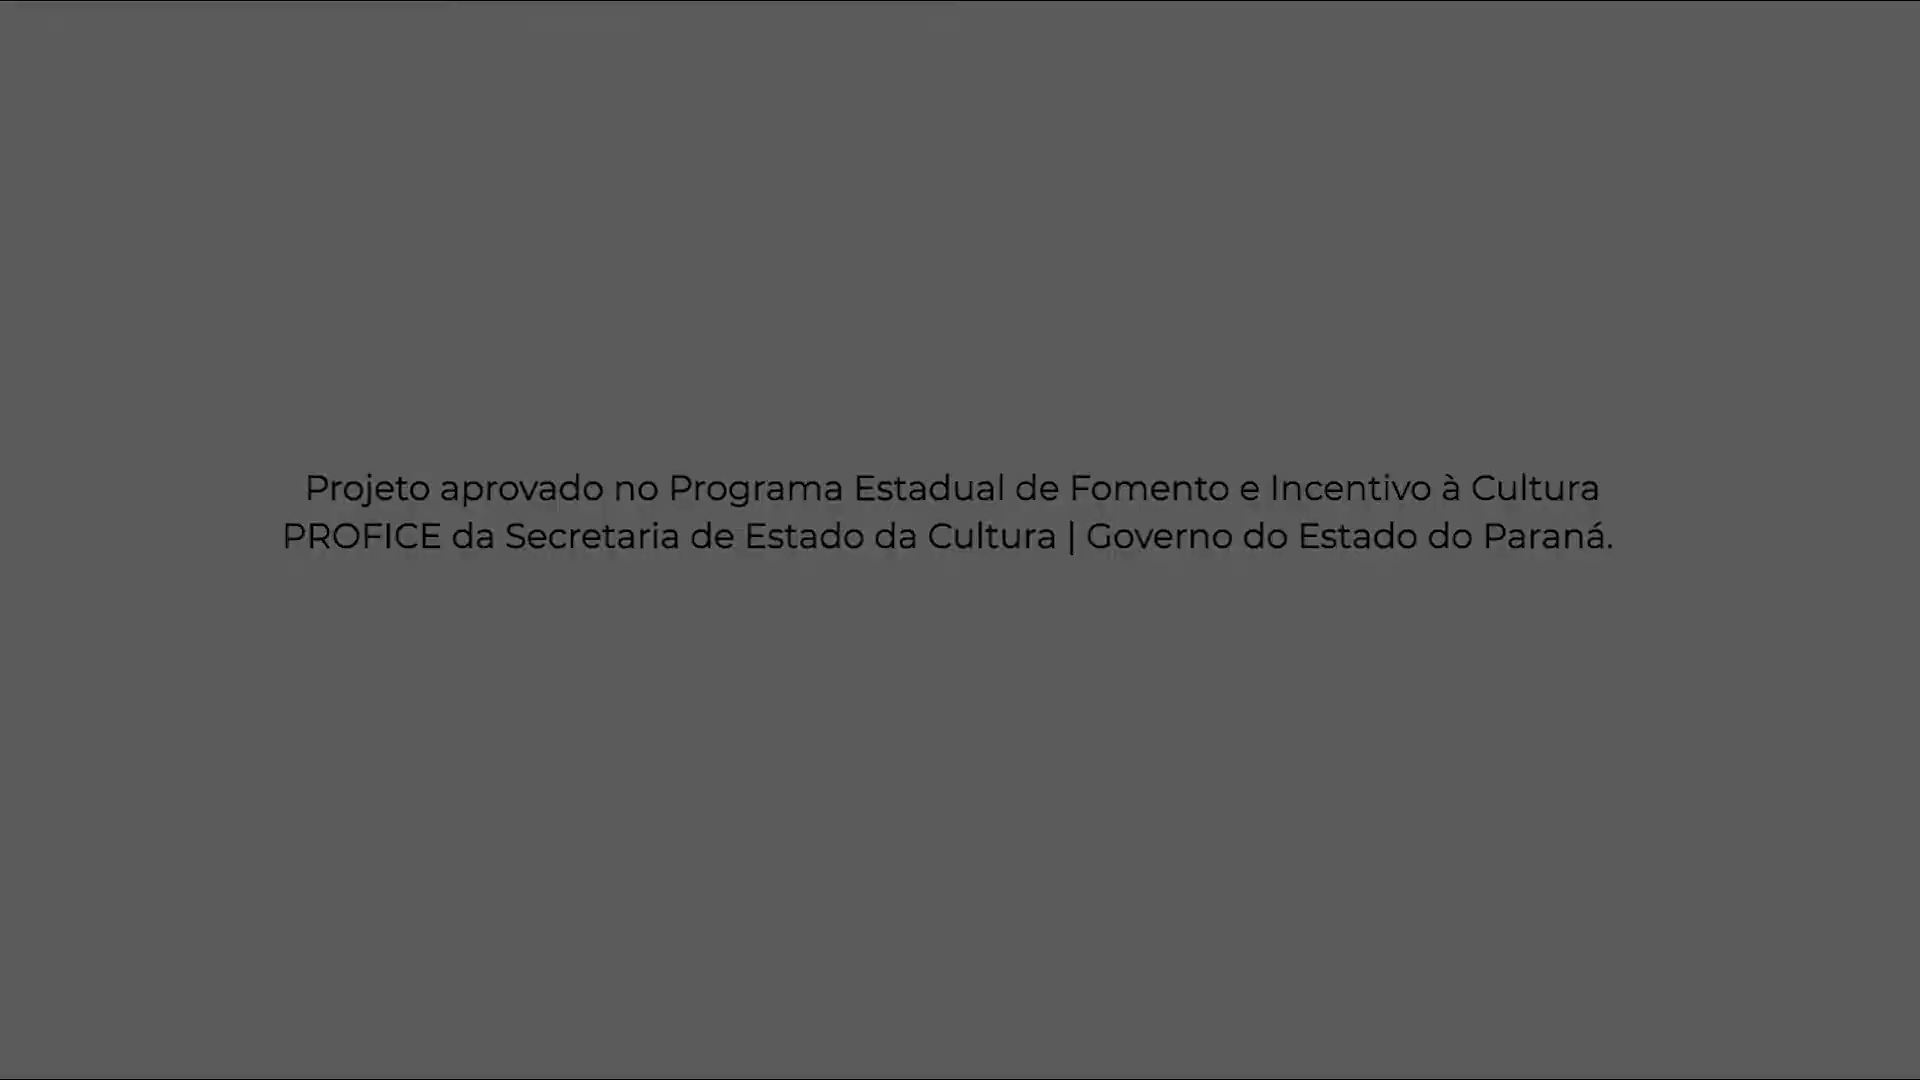 Projeto aprovado no Programa Estadual de Fomento e Incentivo à Cultura
PROFICE da Secretaria de Estado da Cultura | Governo do Estado do Paraná.